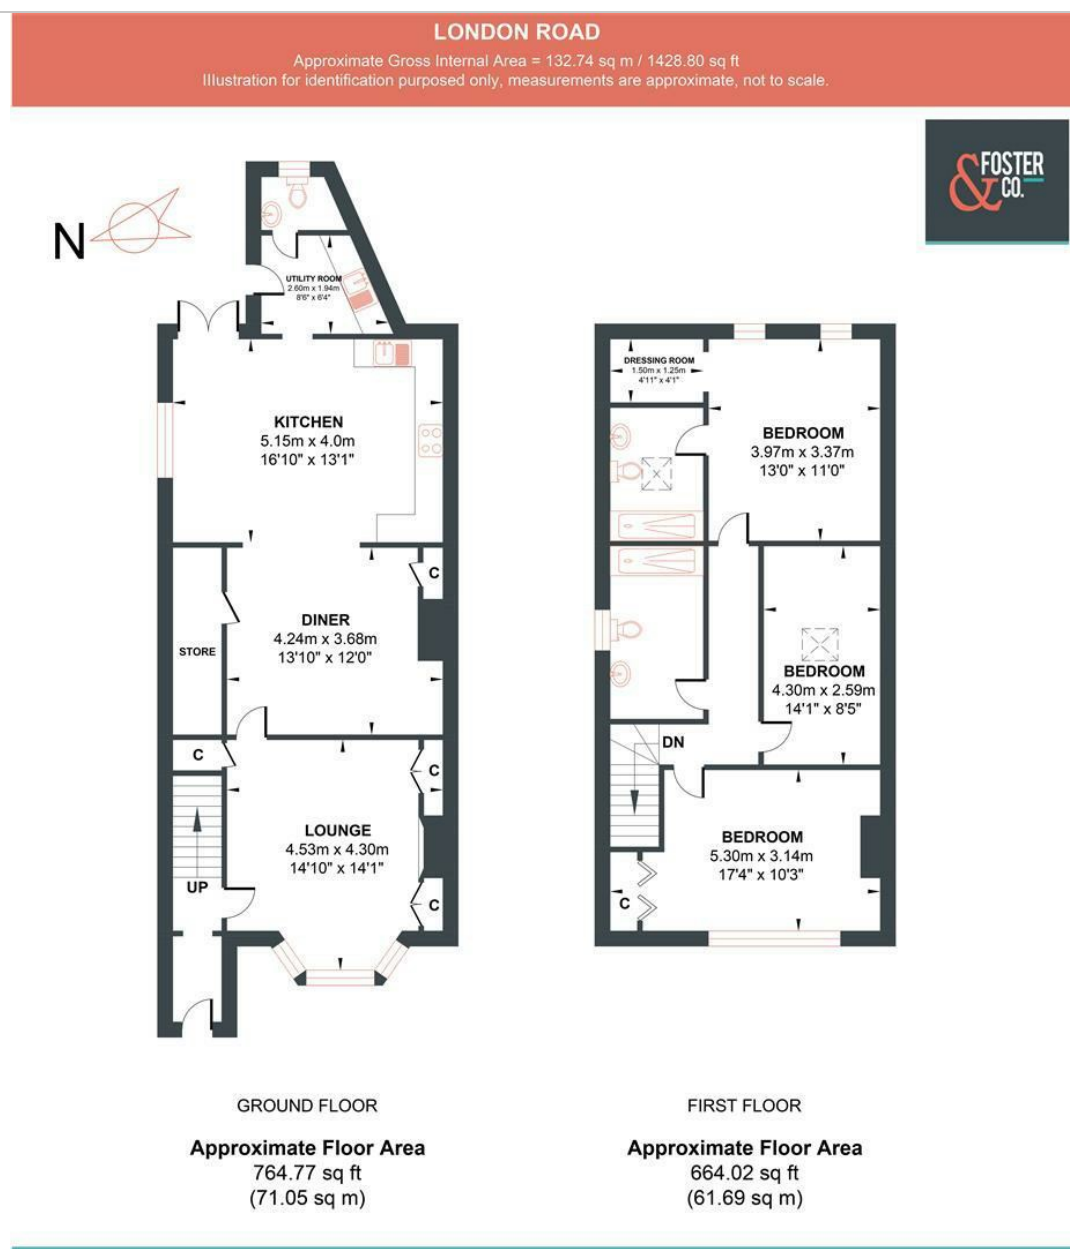 LONDON ROAD
Approximate Gross Internal Area = 132.74 sq m / 1428.80 sq ft
Illustration for identification purposed only, measurements are approximate, not to scale.
& FOSTER
CO.
N
UTILITY ROOM
2.60m x 1.94m
8'6" x 6'4"
KITCHEN
5.15m x 4.0m
16'10" x 13'1"
C
DINER
4.24m x 3.68m
13'10" x 12'0"
STORE
C
C
LOUNGE
4.53m x 4.30m
14'10" x 14'1"
UP
C
DRESSING ROOM
1.50m x 1.25m
4'11" x 4'1"
BEDROOM
3.97m x 3.37m
13'0" x 11'0"
BEDROOM
4.30m x 2.59m
14'1" x 8'5"
DN
BEDROOM
5.30m x 3.14m
17'4" x 10'3"
C
GROUND FLOOR
Approximate Floor Area
764.77 sq ft
(71.05 sq m)
FIRST FLOOR
Approximate Floor Area
664.02 sq ft
(61.69 sq m)